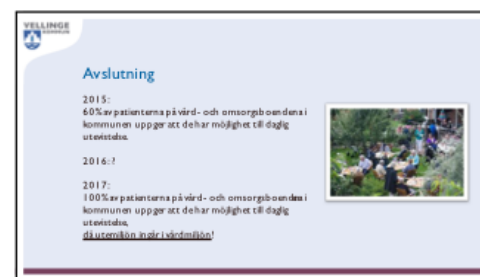 VELLINGE
KOMMUN
Avslutning
2015:
60% av patienterna på vård- och omsorgsboendena i
kommunen uppger att de har möjlighet till daglig
utevistelse.
2016: ?
2017:
100% av patienterna på vård- och omsorgsboendena i
kommunen uppger att de har möjlighet till daglig
utevistelse,
då utemiljön ingår i vårdmiljön!